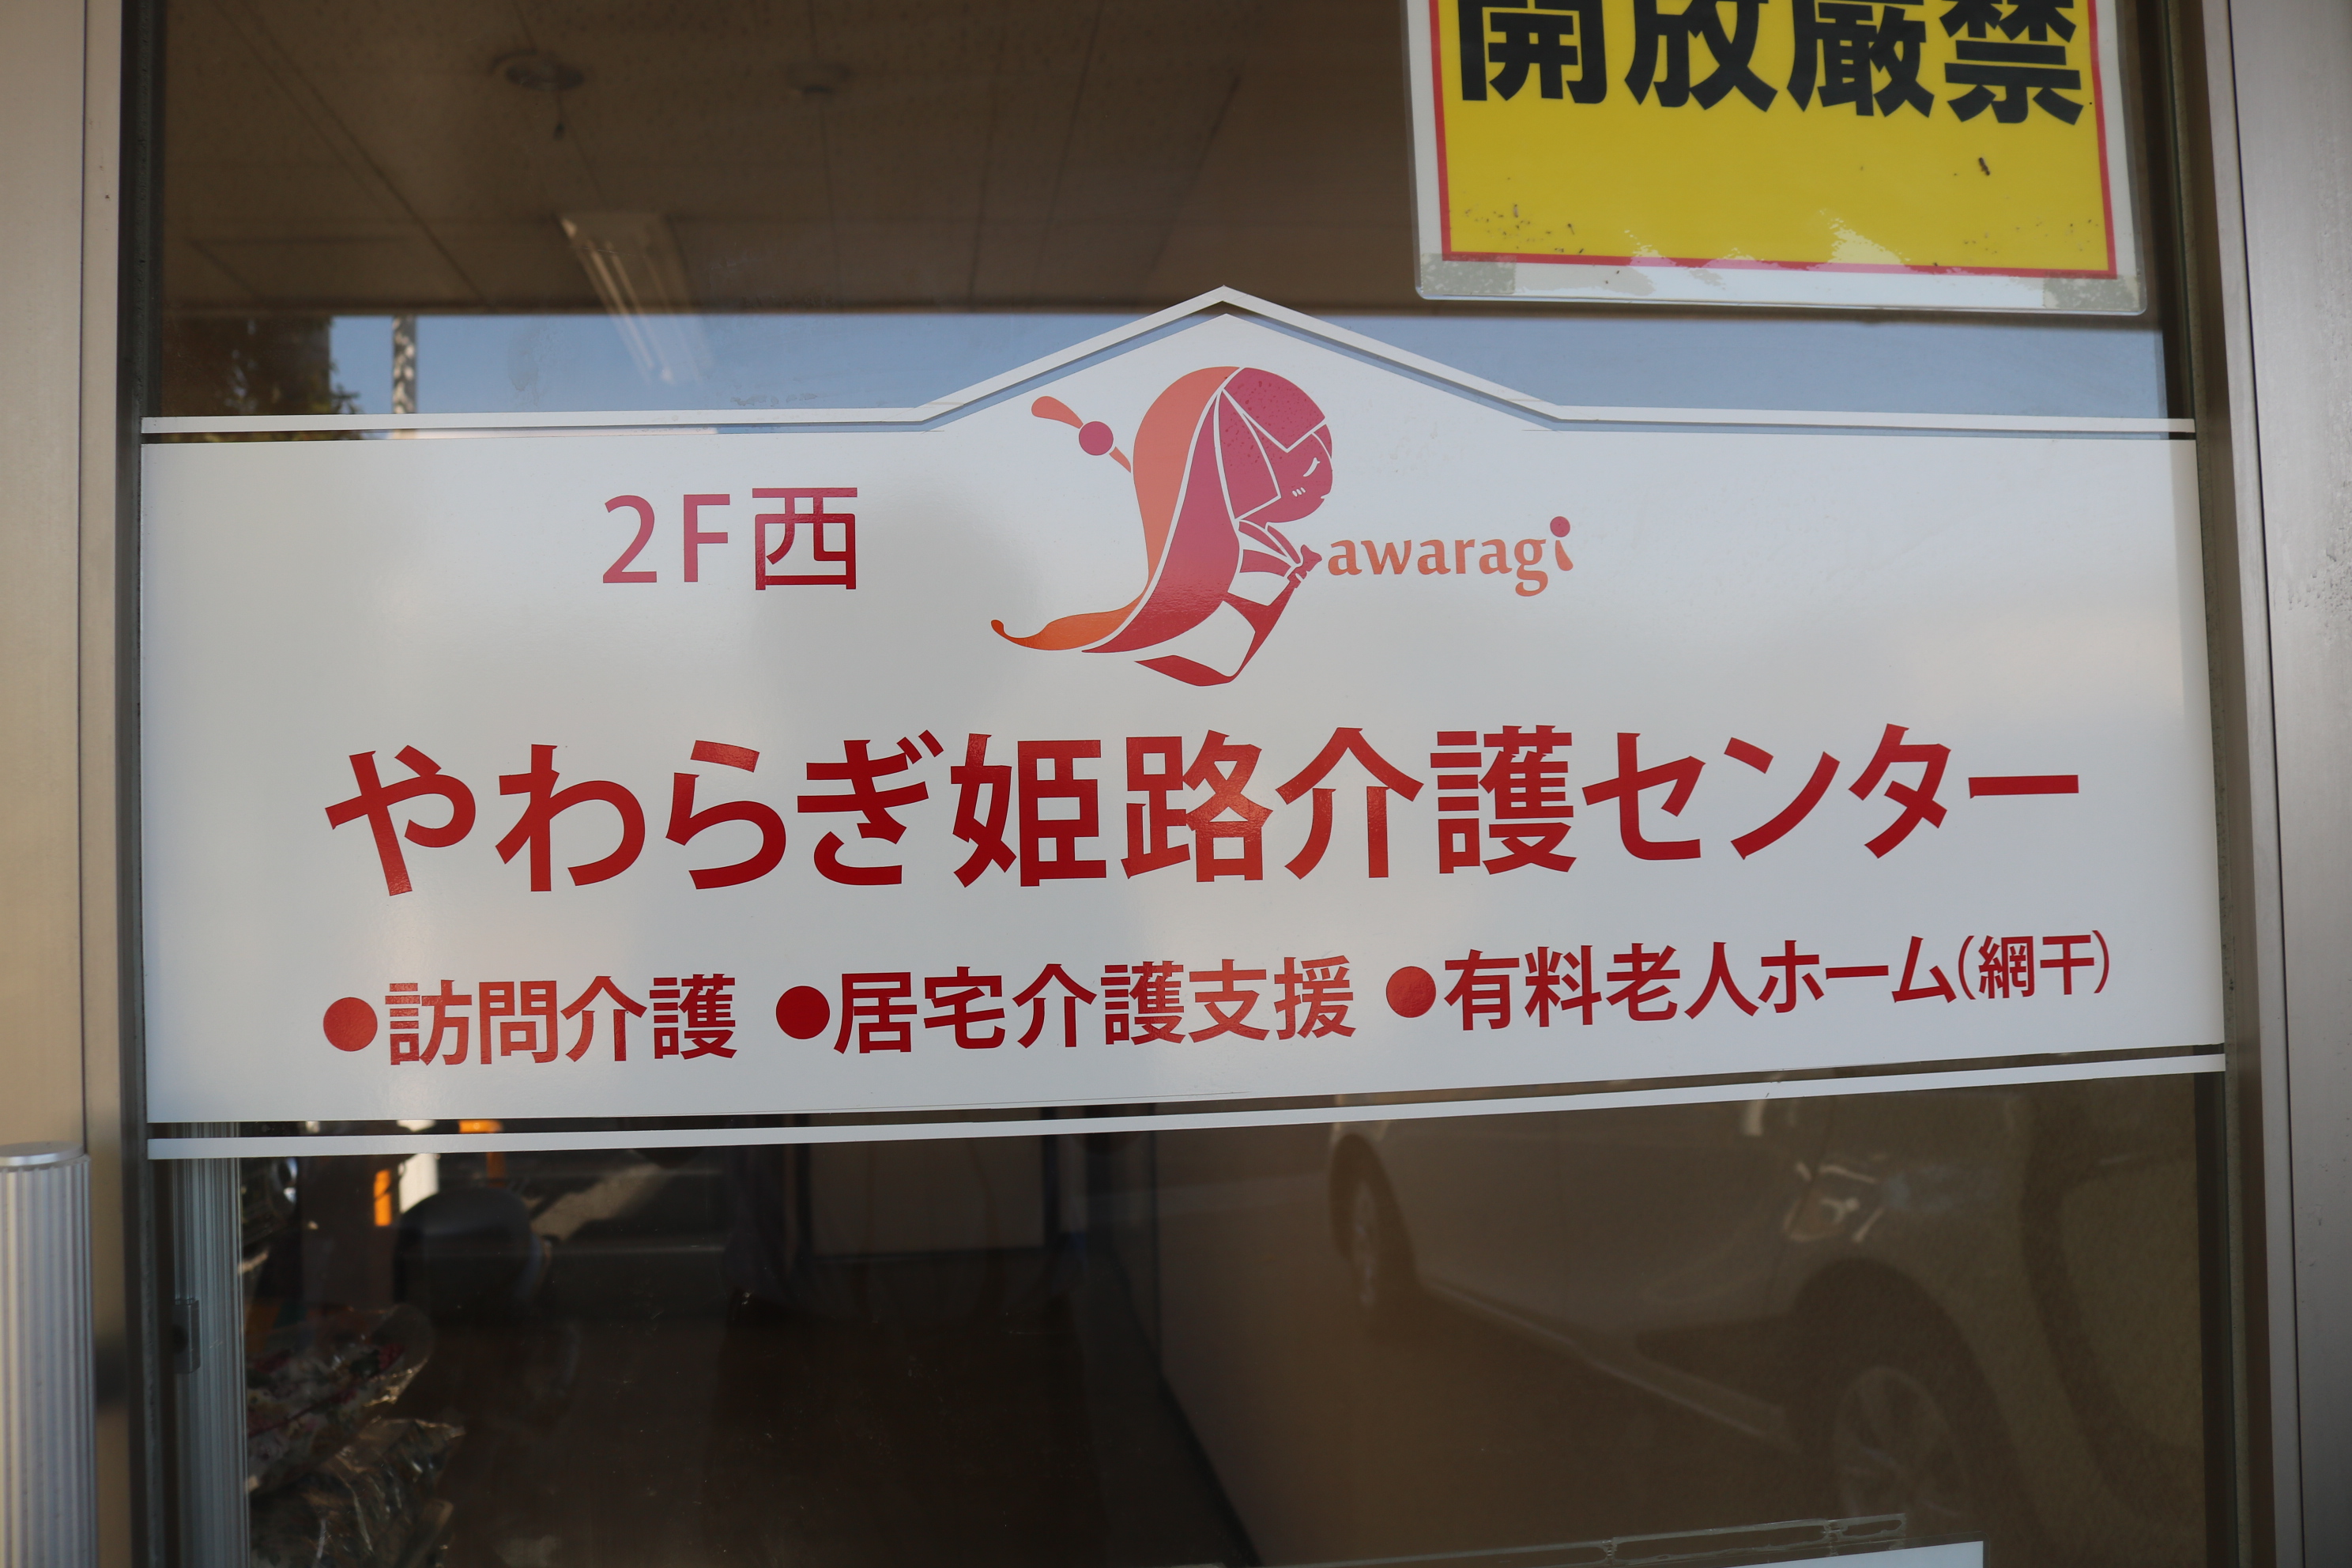 開放厳禁
2F西
awaragi
やわらぎ姫路介護センター
●訪問介護 ●居宅介護支援 ●有料老人ホーム(網干)